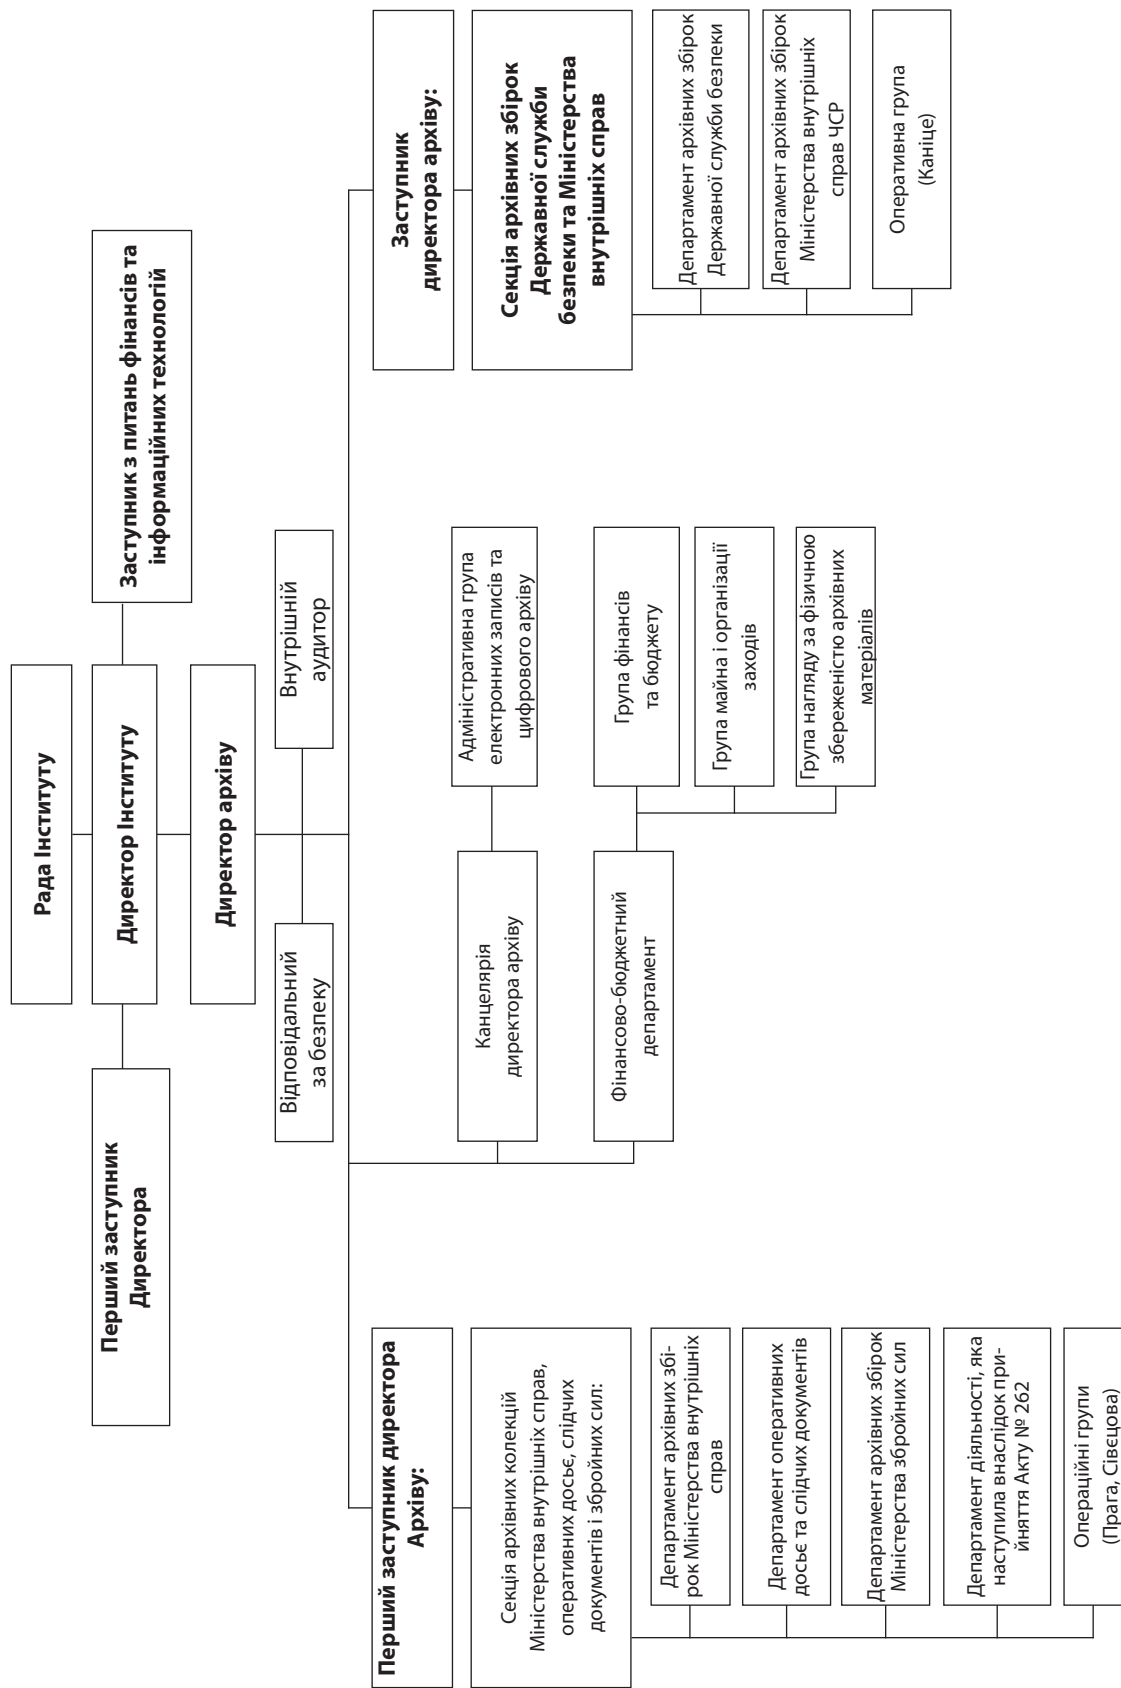 Рада Інституту
Перший заступник
Директора
Директор Інституту
Заступник з питань фінансів та
інформаційних технологій
Директор архіву
Відповідальний
за безпеку
Внутрішній
аудитор
Перший заступник директора
Архіву:
Секція архівних колекцій
Міністерства внутрішніх справ,
оперативних досьє, слідчих
документів і збройних сил:
Департамент архівних збі-
рок Міністерства внутрішніх
справ
Департамент оперативних
досьє та слідчих документів
Департамент архівних збірок
Міністерства збройних сил
Департамент діяльності, яка
наступила внаслідок при-
йняття Акту № 262
Операційні групи
(Прага, Сівєцова)
Канцелярія
директора архіву
Адміністративна група
електронних записів та
цифрового архіву
Фінансово-бюджетний
департамент
Група фінансів
та бюджету
Група майна і організації
заходів
Група нагляду за фізичною
збереженістю архівних
матеріалів
Заступник
директора архіву:
Секція архівних збірок
Державної служби
безпеки та Міністерства
внутрішніх справ
Департамент архівних збірок
Державної служби безпеки
Департамент архівних збірок
Міністерства внутрішніх
справ ЧСР
Оперативна група
(Каніце)